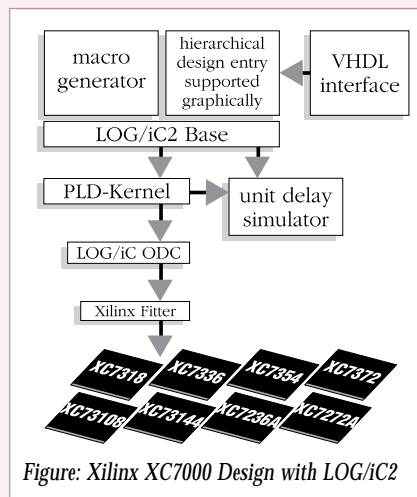 macro
generator
hierarchical
design entry
supported
graphically
VHDL
interface
LOG/iC2 Base
PLD-Kernel
unit delay
simulator
LOG/iC ODC
Xilinx Fitter
XC7318 XC7336 XC7354 XC7372
XC73108 XC73144 XC7236A XC7272A
Figure: Xilinx XC7000 Design with LOG/iC2